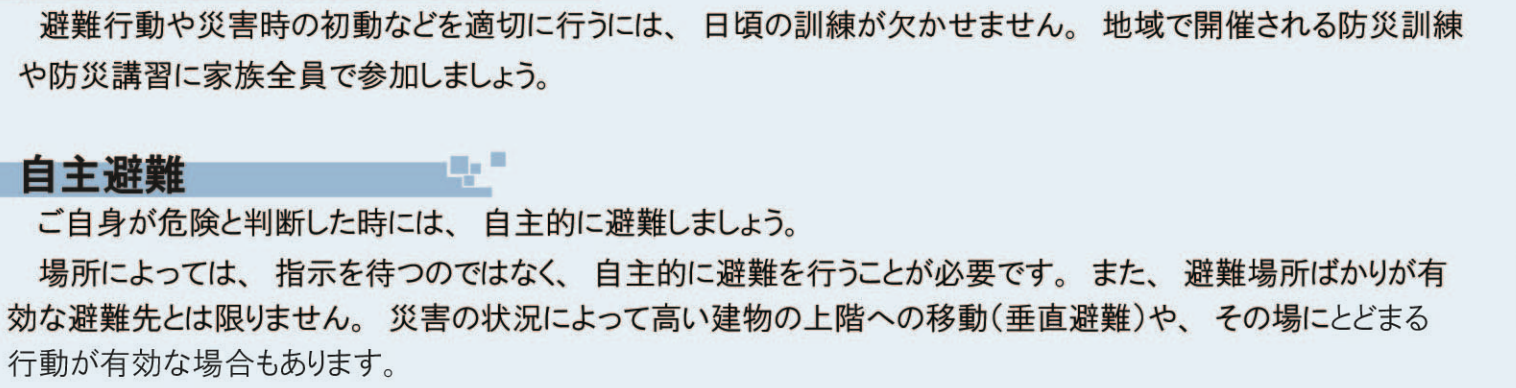 避難行動や災害時の初動などを適切に行うには、日頃の訓練が欠かせません。地域で開催される防災訓練
や防災講習に家族全員で参加しましょう。
自主避難
ご自身が危険と判断した時には、自主的に避難しましょう。
場所によっては、指示を待つのではなく、自主的に避難を行うことが必要です。また、避難場所ばかりが有
効な避難先とは限りません。災害の状況によって高い建物の上階への移動(垂直避難)や、その場にとどまる
行動が有効な場合もあります。